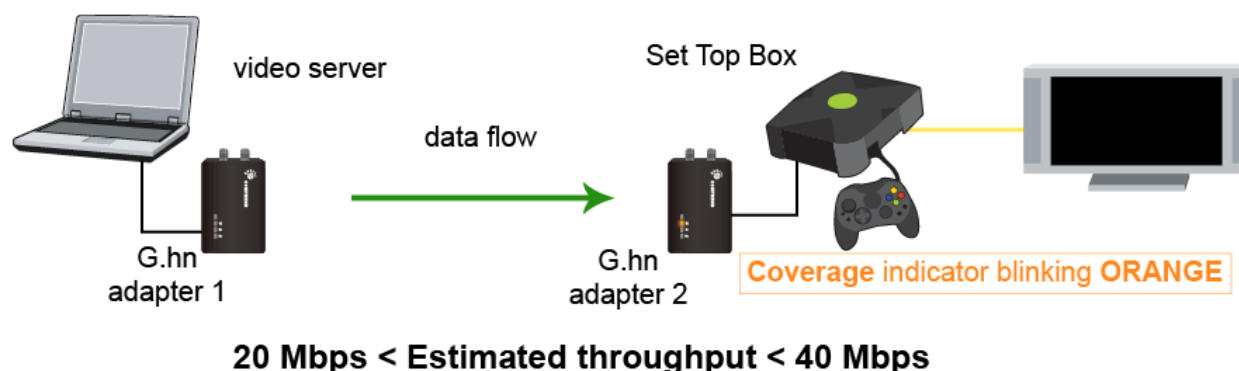 video server
Set Top Box
data flow
G.hn
adapter 1
G.hn
adapter 2
Coverage indicator blinking ORANGE
20 Mbps < Estimated throughput < 40 Mbps